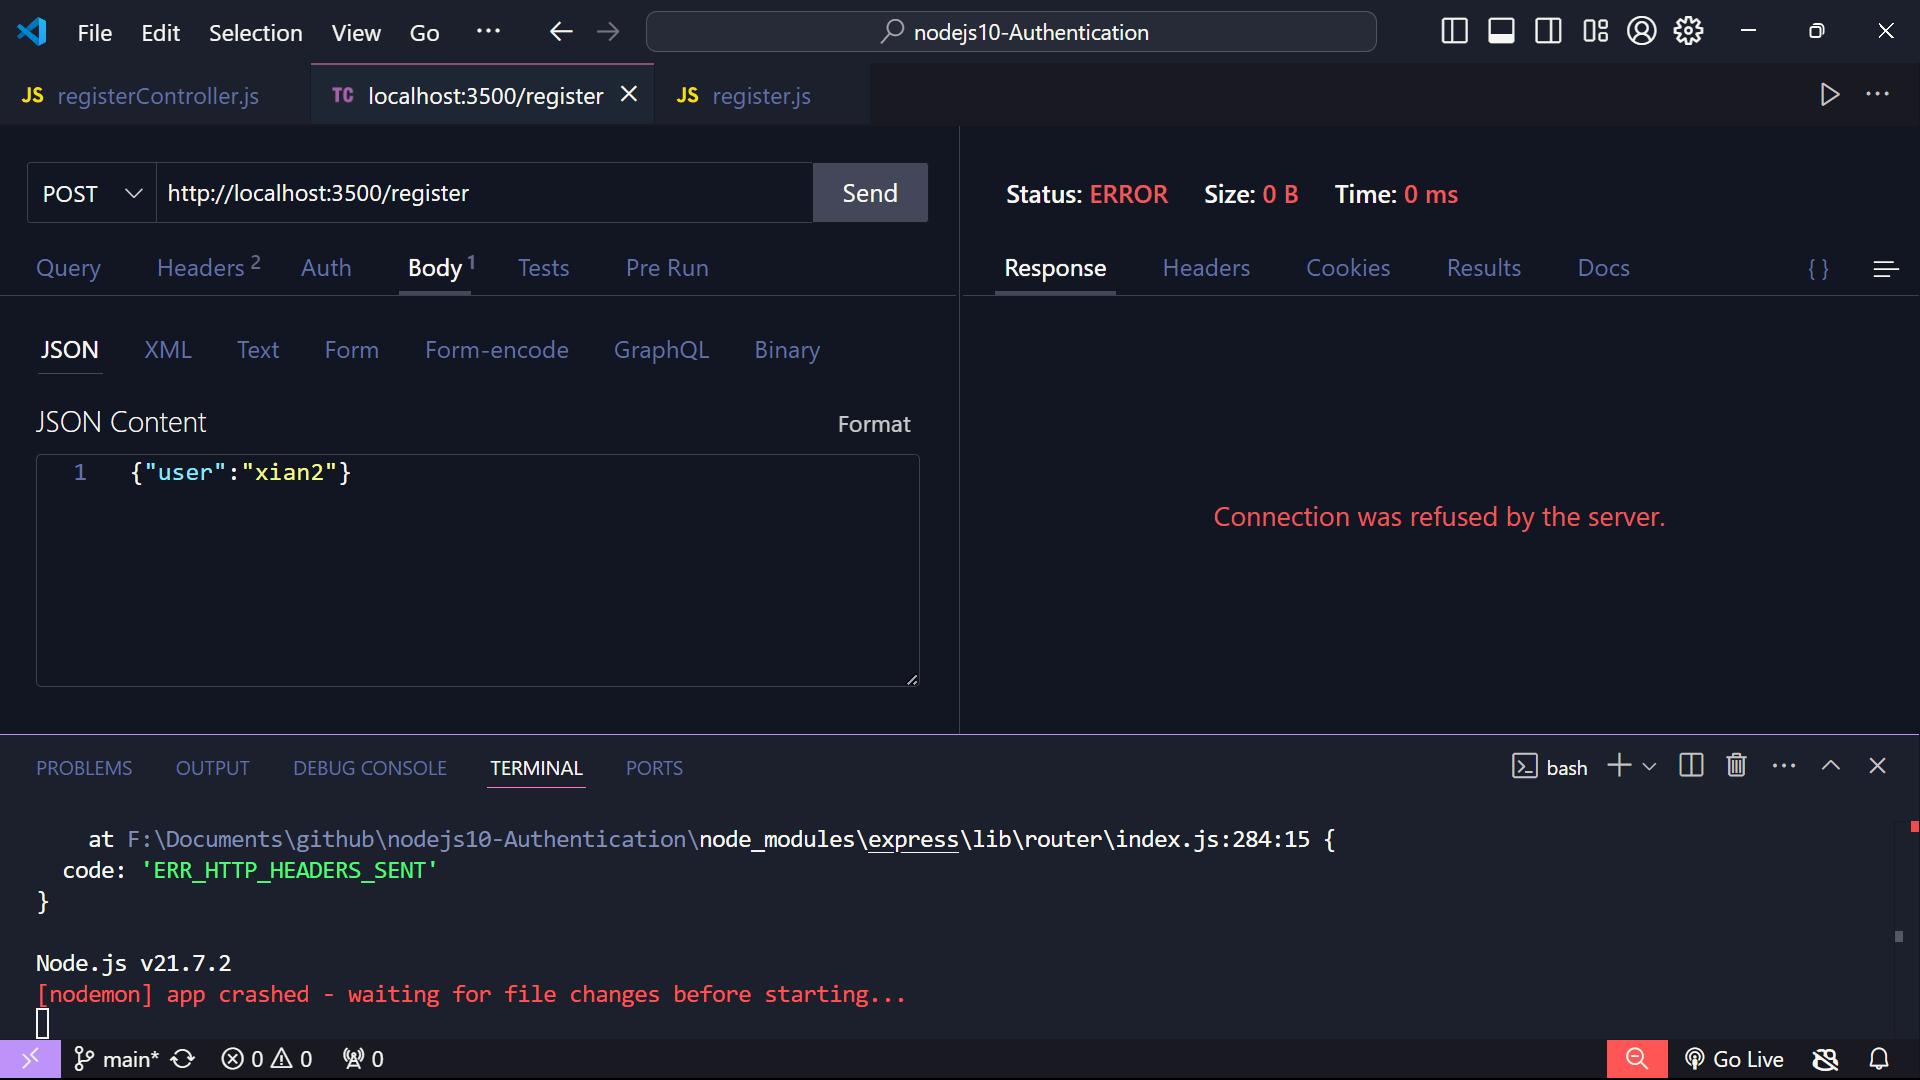 File Edit Selection View Go ··· nodejs10-Authentication
JS registerController.js TC localhost:3500/register JS register.js
POST http://localhost:3500/register Send
Status: ERROR Size: 0 B Time: 0 ms
Query Headers 2 Auth Body 1 Tests Pre Run
Response Headers Cookies Results Docs { }
JSON XML Text Form Form-encode GraphQL Binary
JSON Content Format
1 {"user":"xian2"}
Connection was refused by the server.
PROBLEMS OUTPUT DEBUG CONSOLE TERMINAL PORTS bash
at F:\Documents\github\nodejs10-Authentication\node_modules\express\lib\router\index.js:284:15 {
code: 'ERR_HTTP_HEADERS_SENT'
}
Node.js v21.7.2
[nodemon] app crashed - waiting for file changes before starting...
main* 0 0 0 Go Live